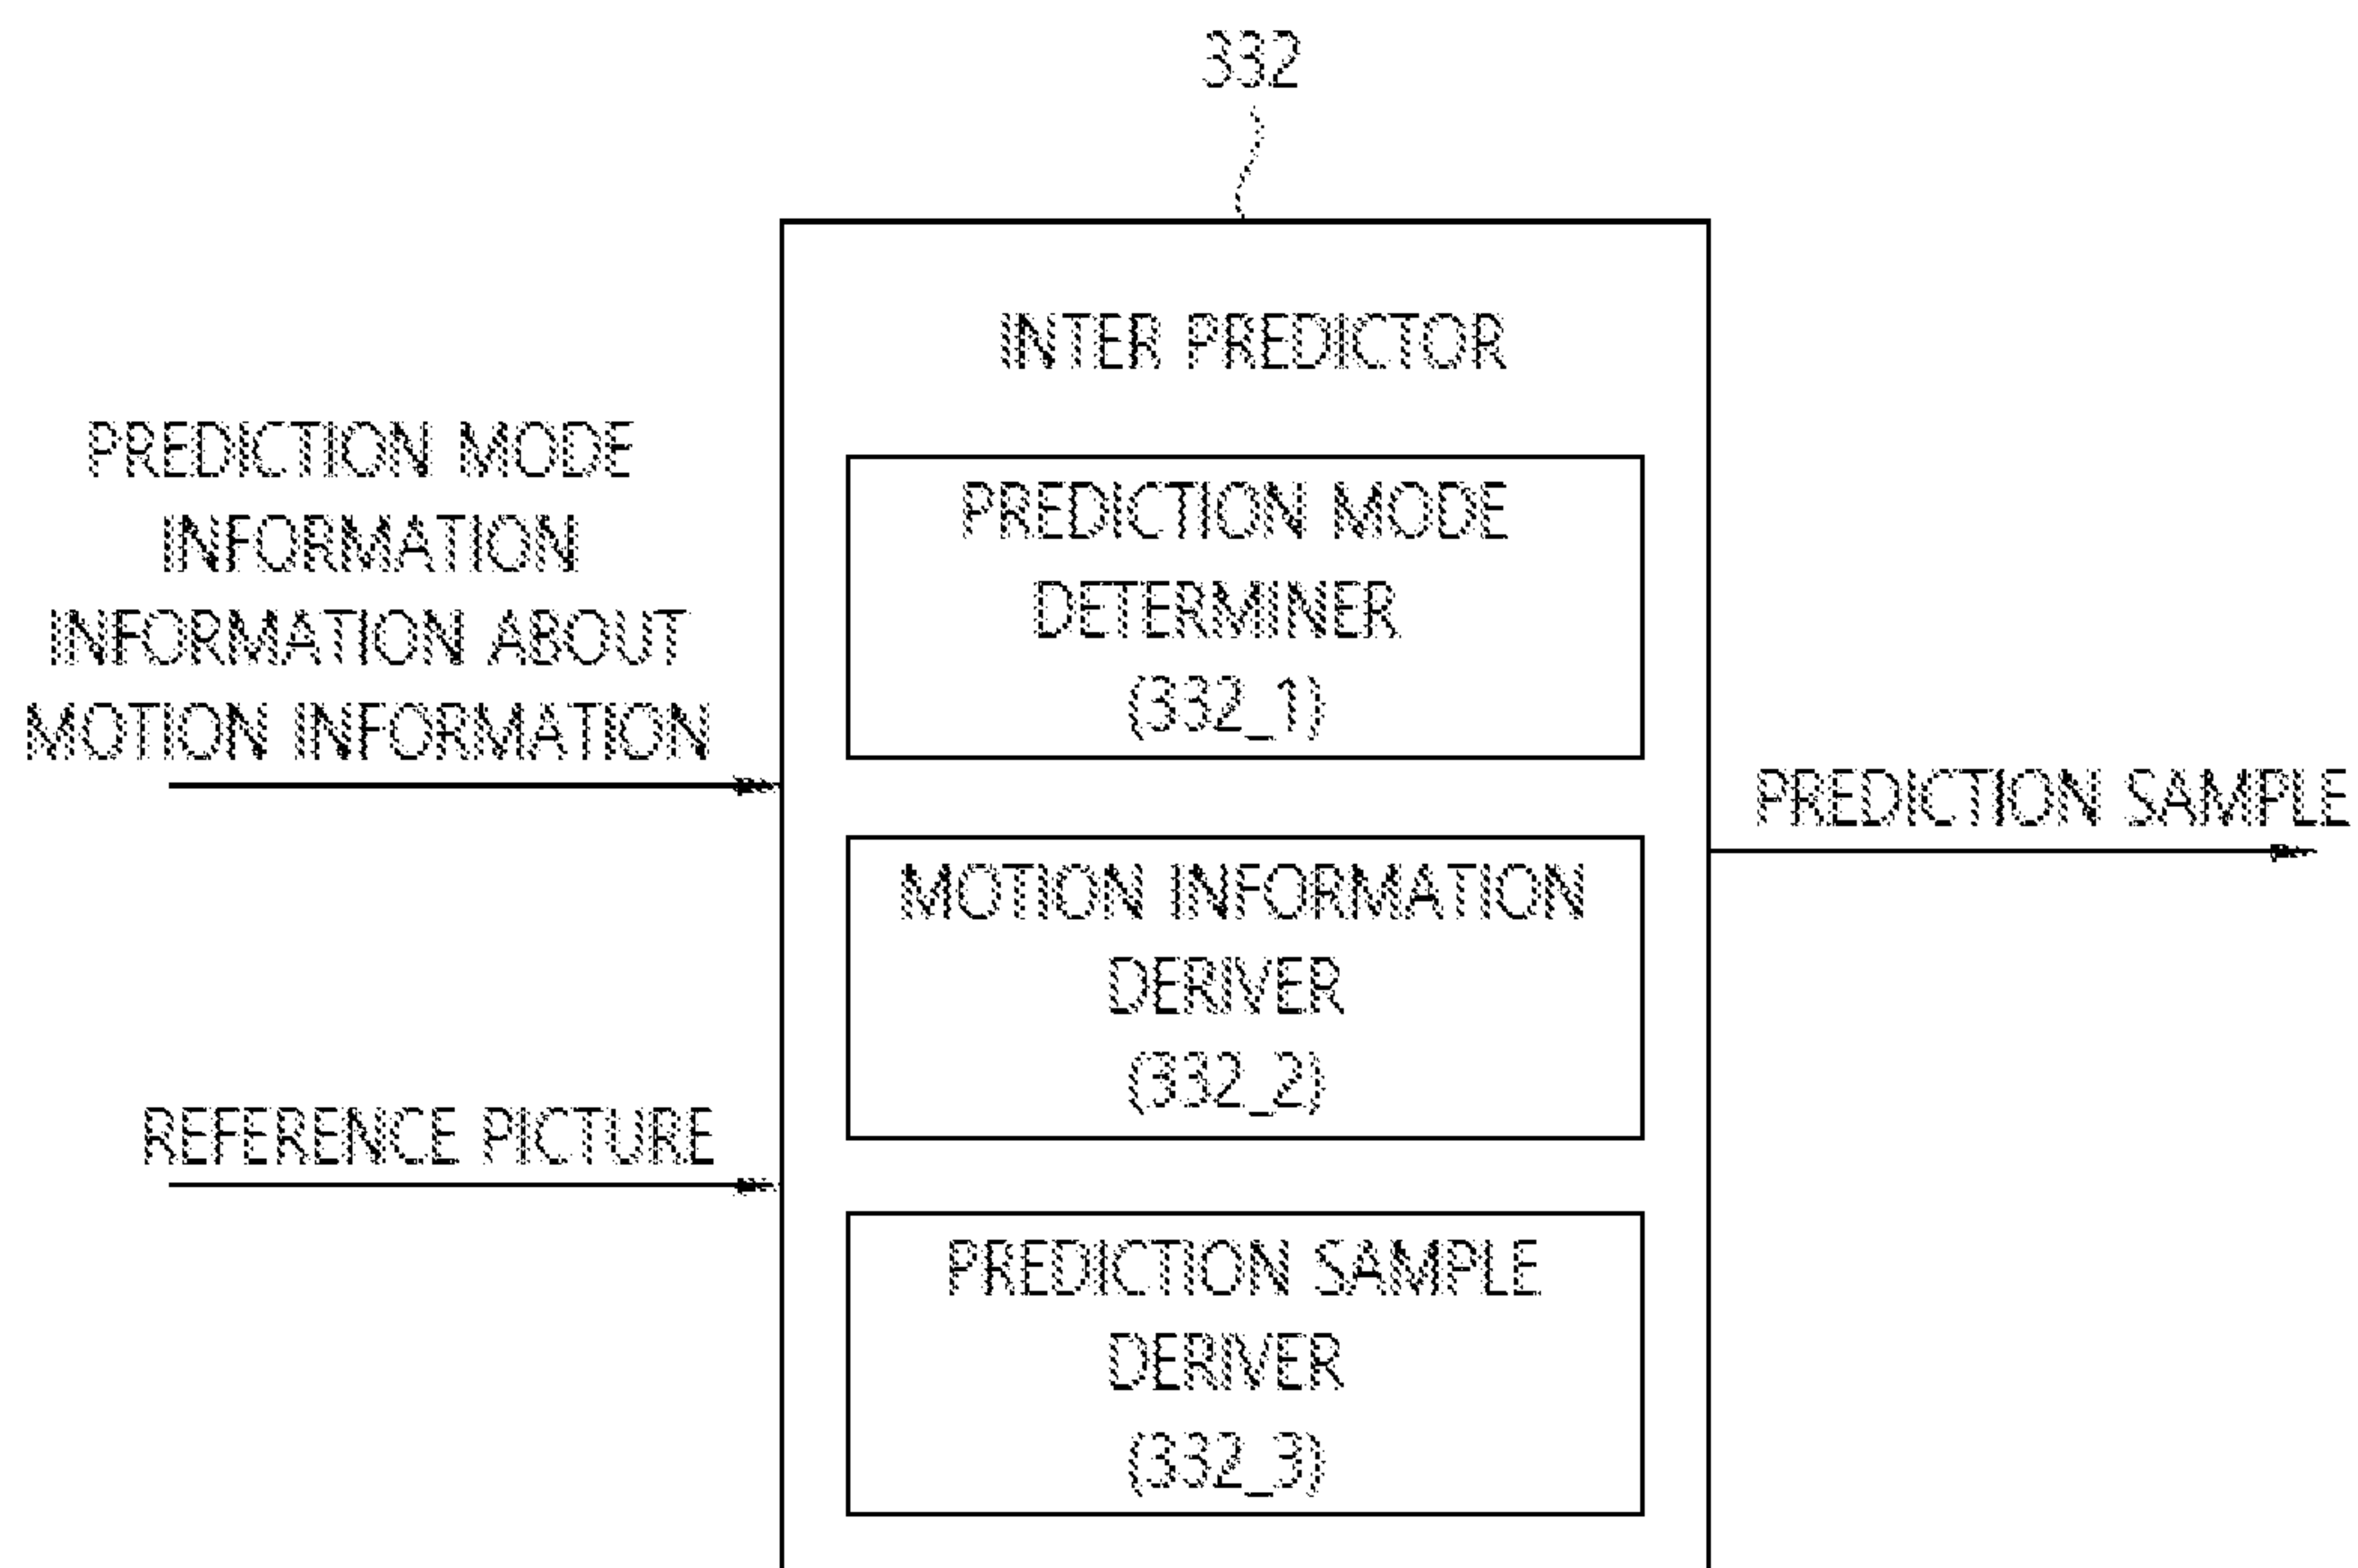 332
INTER PREDICTOR
PREDICTION MODE
INFORMATION
INFORMATION ABOUT
MOTION INFORMATION
REFERENCE PICTURE
PREDICTION MODE
DETERMINER
(332_1)
MOTION INFORMATION
DERIVER
(332_2)
PREDICTION SAMPLE
DERIVER
(332_3)
PREDICTION SAMPLE